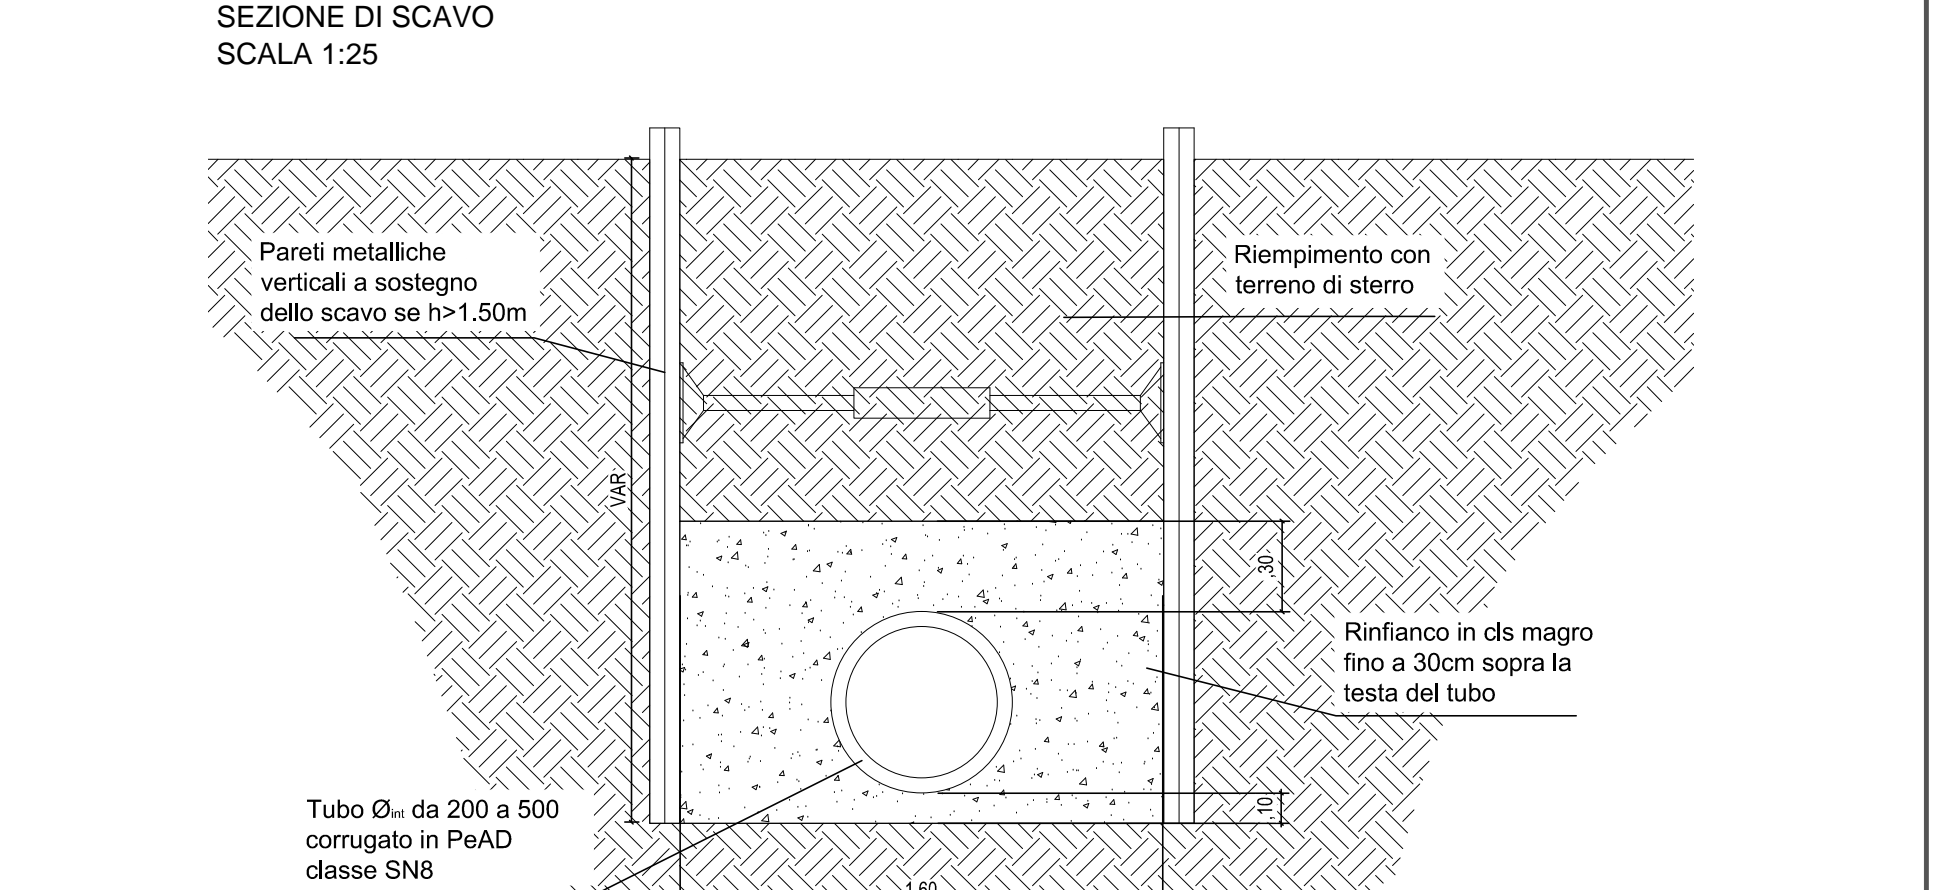 SEZIONE DI SCAVO
SCALA 1:25
Pareti metalliche
verticali a sostegno
dello scavo se h>1.50m
Riempimento con
terreno di sterro
VAR
,30
Rinfianco in cls magro
fino a 30cm sopra la
testa del tubo
,10
Tubo Øint da 200 a 500
corrugato in PeAD
classe SN8
1,60